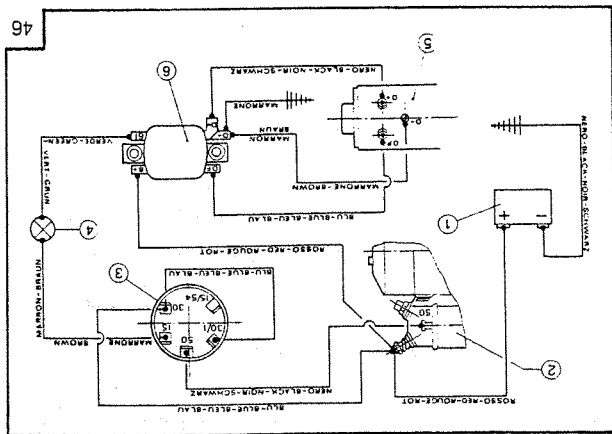 BLU-BLUE-BLEU-BLAU
ROSSO-RED-ROUGE-ROT
NERO-BLACK-NOIR-SCHWARZ
2
50
50
MARRONE
BROWN
MARRON-BRAUN
30/1
15
15/54
30
3
BLU-BLUE-BLEU-BLAU
1
+
−
4
ROSSO-RED-ROUGE-ROT
BLU-BLUE-BLEU-BLAU
NERO-BLACK-NOIR-SCHWARZ
MARRONE-BROWN
MARRON
BRAUN
DF
D-
D+
DF
B+
D-
61
VERT-GRUN
VERDE-GREEN
MARRONE
NERO-BLACK-NOIR-SCHWARZ
5
6
46